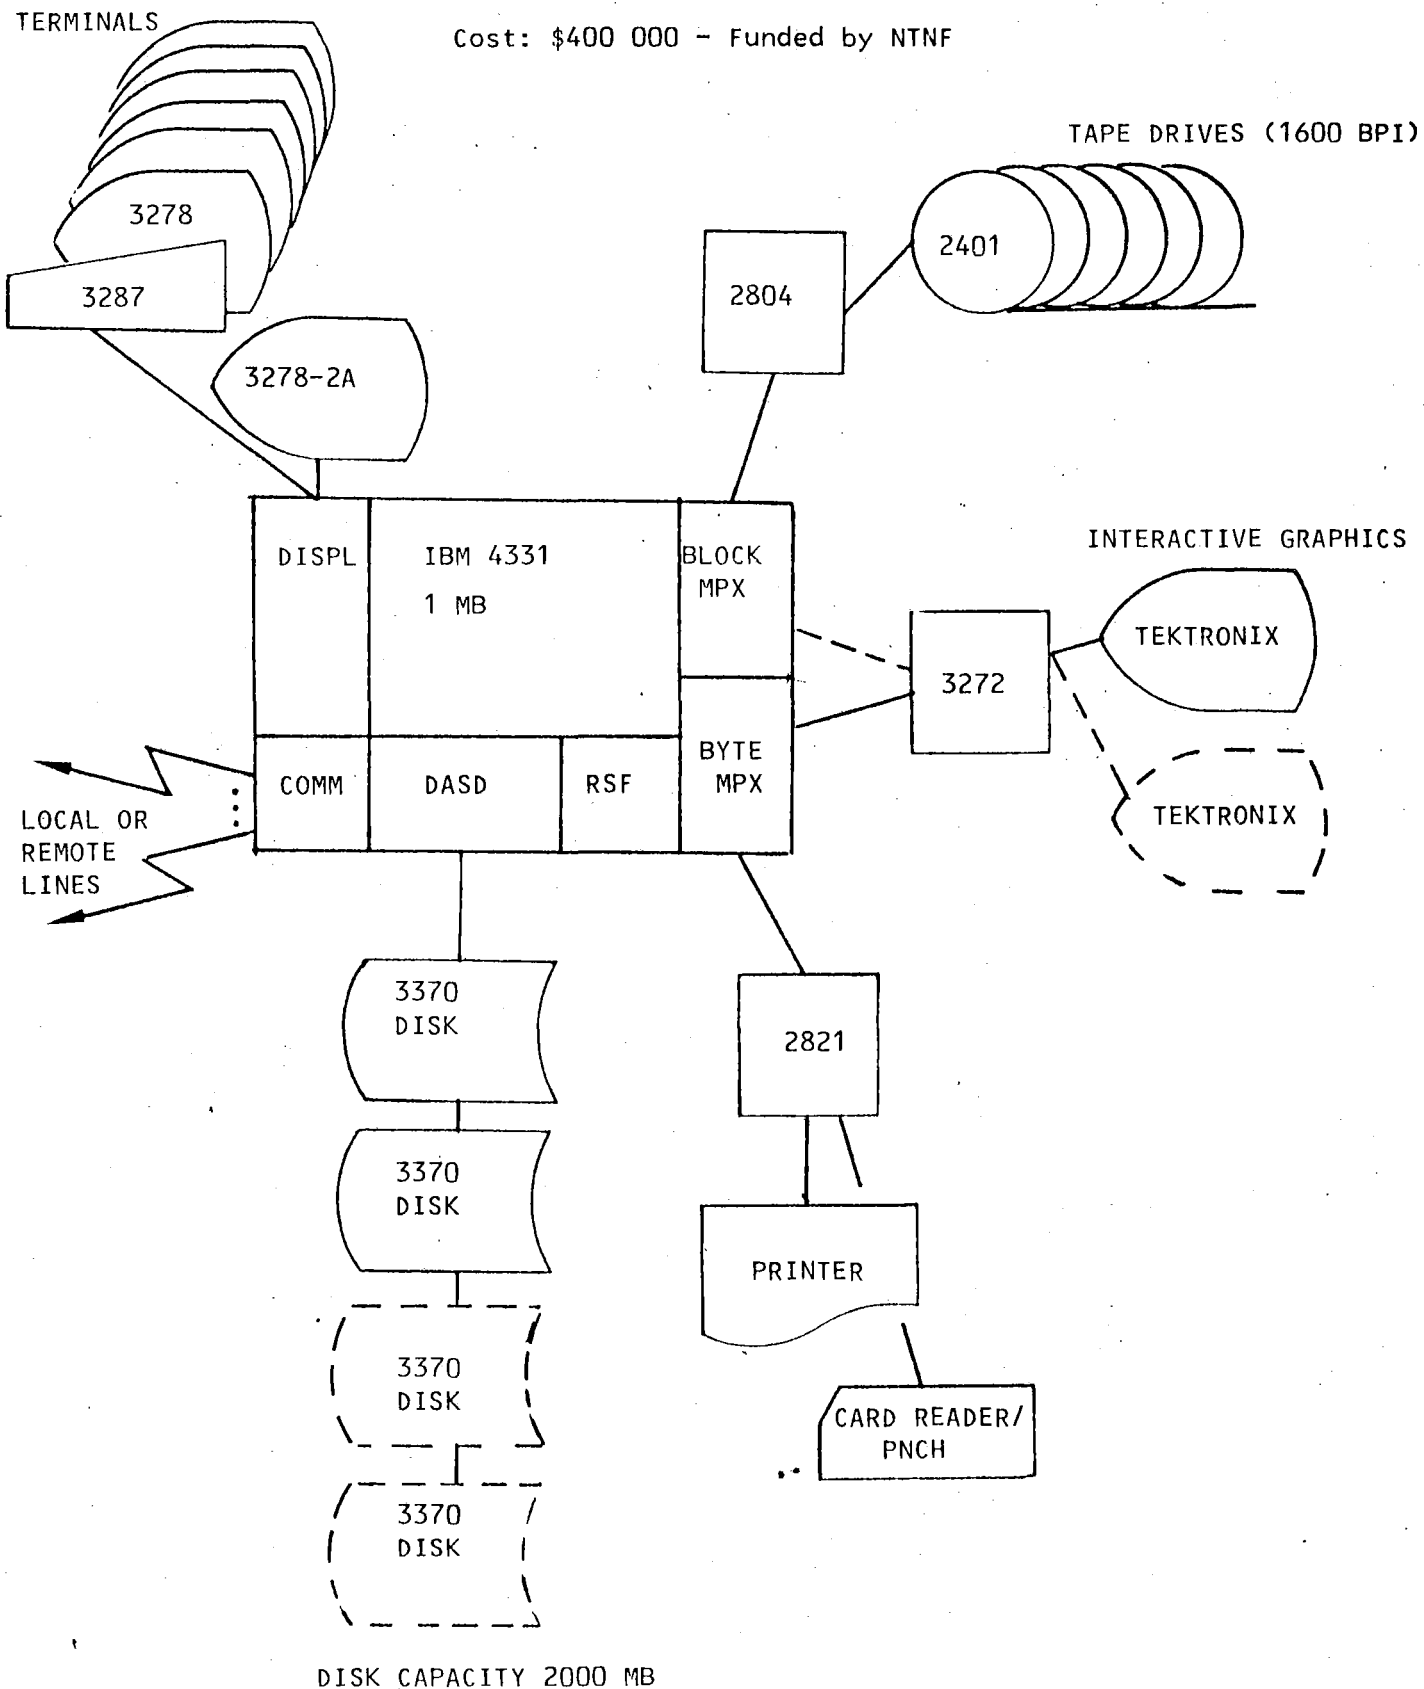 TERMINALS
Cost: $400 000 - Funded by NTNF
TAPE DRIVES (1600 BPI)
3278
3287
2401
2804
3278-2A
DISPL
IBM 4331
1 MB
BLOCK
MPX
INTERACTIVE GRAPHICS
TEKTRONIX
3272
BYTE
MPX
TEKTRONIX
COMM
DASD
RSF
LOCAL OR
REMOTE
LINES
3370
DISK
2821
3370
DISK
PRINTER
3370
DISK
CARD READER/
PNCH
3370
DISK
DISK CAPACITY 2000 MB